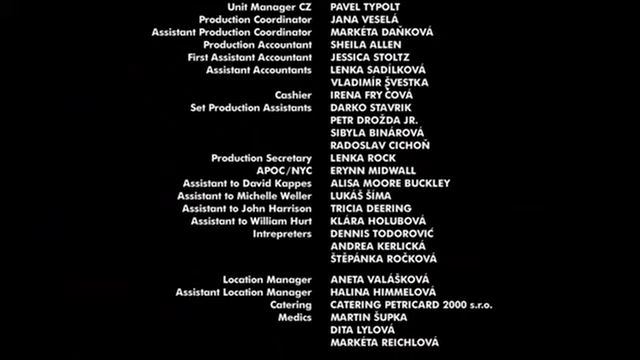 Unit Manager CZ PAVEL TYPOLT
Production Coordinator JANA VESELÁ
Assistant Production Coordinator MARKÉTA DAŇKOVÁ
Production Accountant SHEILA ALLEN
First Assistant Accountant JESSICA STOLTZ
Assistant Accountants LENKA SADÍLKOVÁ
VLADIMÍR ŠVESTKA
Cashier IRENA FRY ČOVÁ
Set Production Assistants DARKO STAVRIK
PETR DROŽDA JR.
SIBYLA BINÁROVÁ
RADOSLAV CICHOŇ
Production Secretary LENKA ROCK
APOC/NYC ERYNN MIDWALL
Assistant to David Kappes ALISA MOORE BUCKLEY
Assistant to Michelle Weller LUKÁŠ ŠÍMA
Assistant to John Harrison TRICIA DEERING
Assistant to William Hurt KLÁRA HOLUBOVÁ
Intrepreters DENNIS TODOROVIĆ
ANDREA KERLICKÁ
ŠTĚPÁNKA ROČKOVÁ
Location Manager ANETA VALÁŠKOVÁ
Assistant Location Manager HALINA HIMMELOVÁ
Catering CATERING PETRICARD 2000 s.r.o.
Medics MARTIN ŠUPKA
DITA LYLOVÁ
MARKÉTA REICHLOVÁ